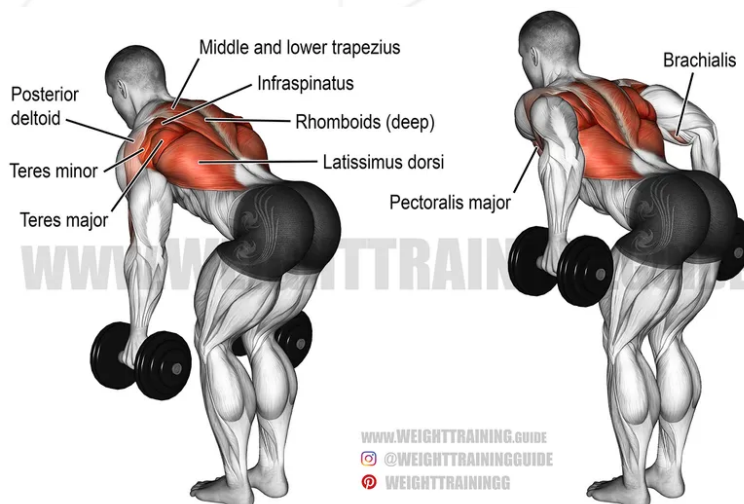 Middle and lower trapezius
Infraspinatus
Posterior
deltoid
Rhomboids (deep)
Teres minor
Latissimus dorsi
Teres major
Brachialis
Pectoralis major
WWW.WEIGHTTRAINING.GUIDE
@WEIGHTTRAININGGUIDE
WEIGHTTRAININGG